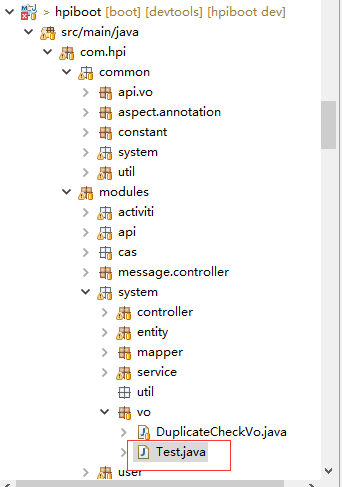 > hpiboot [boot] [devtools] [hpiboot dev]
src/main/java
com.hpi
common
api.vo
aspect.annotation
constant
system
util
modules
activiti
api
cas
message.controller
system
controller
entity
mapper
service
util
vo
DuplicateCheckVo.java
Test.java
user